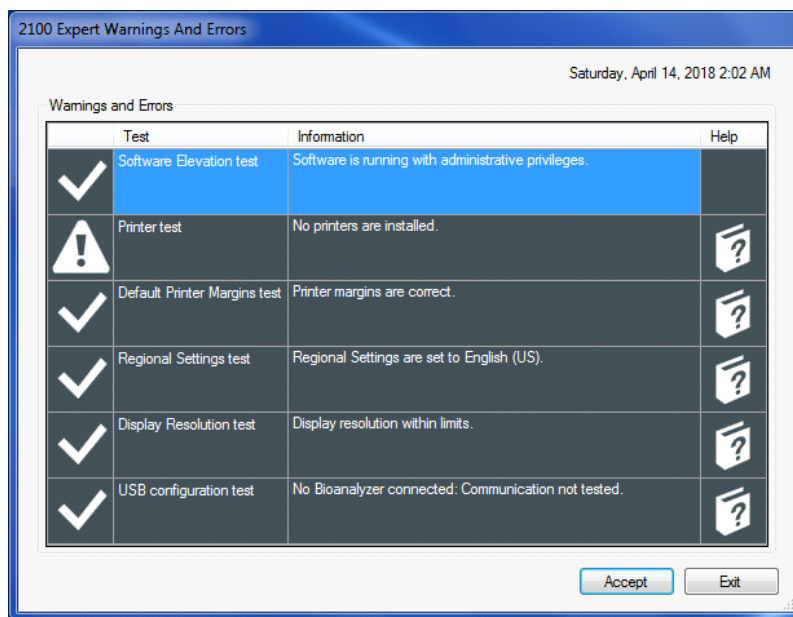 2100 Expert Warnings And Errors
Saturday, April 14, 2018 2:02 AM
Warnings and Errors
Test Information Help
Software Elevation test Software is running with administrative privileges.
Printer test No printers are installed.
Default Printer Margins test Printer margins are correct.
Regional Settings test Regional Settings are set to English (US).
Display Resolution test Display resolution within limits.
USB configuration test No Bioanalyzer connected: Communication not tested.
Accept Exit